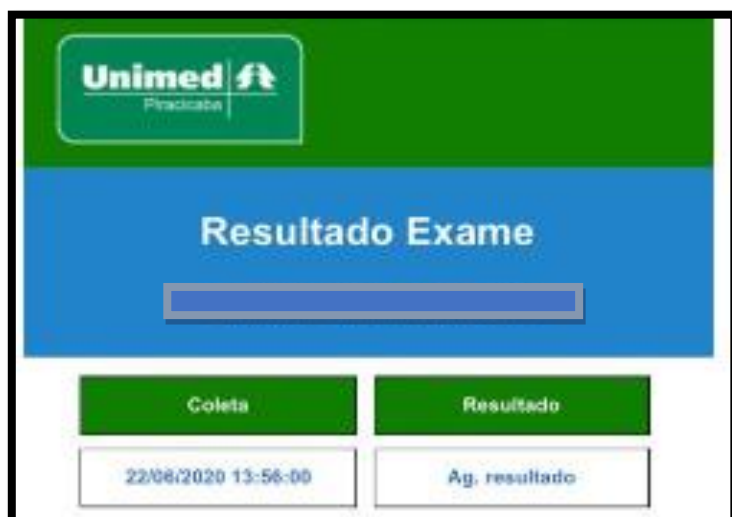 Unimed
Piracicaba
Resultado Exame
Coleta
Resultado
22/06/2020 13:56:00
Ag. resultado